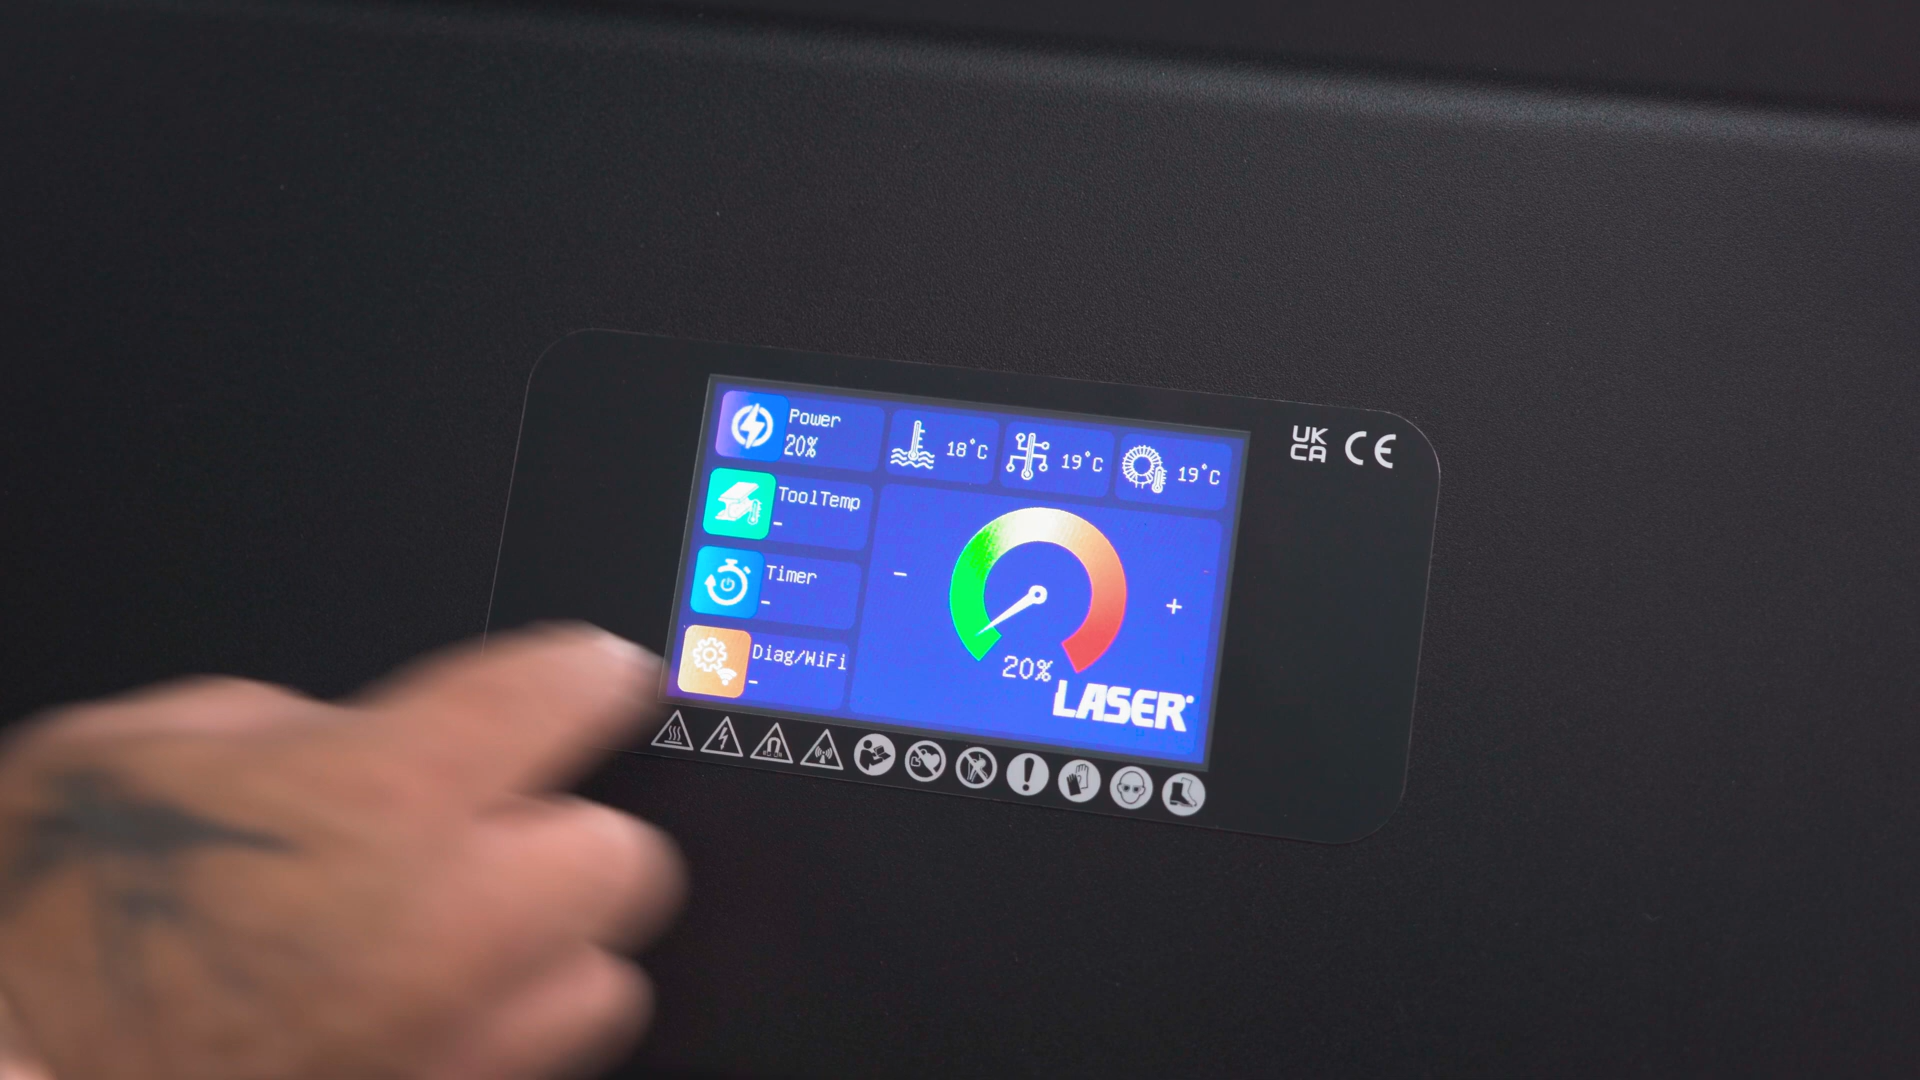 Power
20%
18°C
19°C
19°C
ToolTemp
-
Timer
-
Diag/WiFi
-
-
+
20%
LASER®
UK
CA
CE